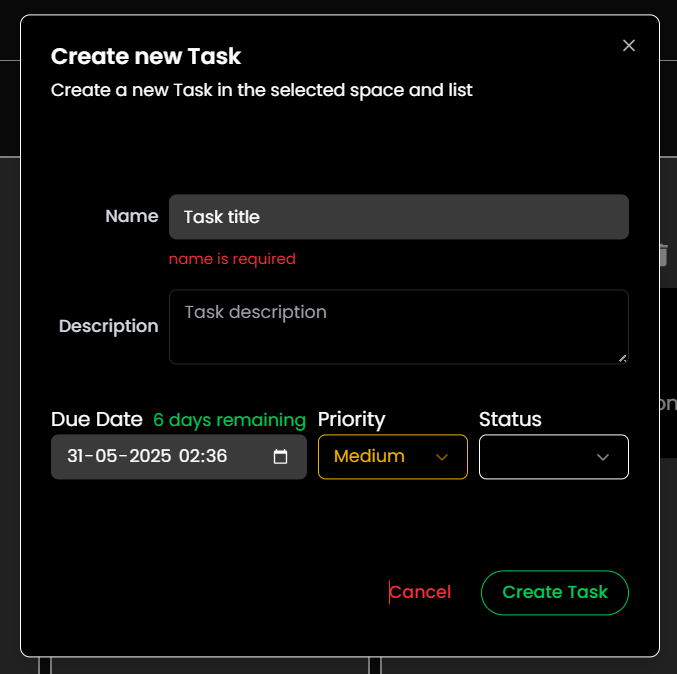 Create new Task
Create a new Task in the selected space and list
Name
Task title
name is required
Description
Task description
Due Date 6 days remaining Priority Status
31-05-2025 02:36 Medium
Cancel Create Task